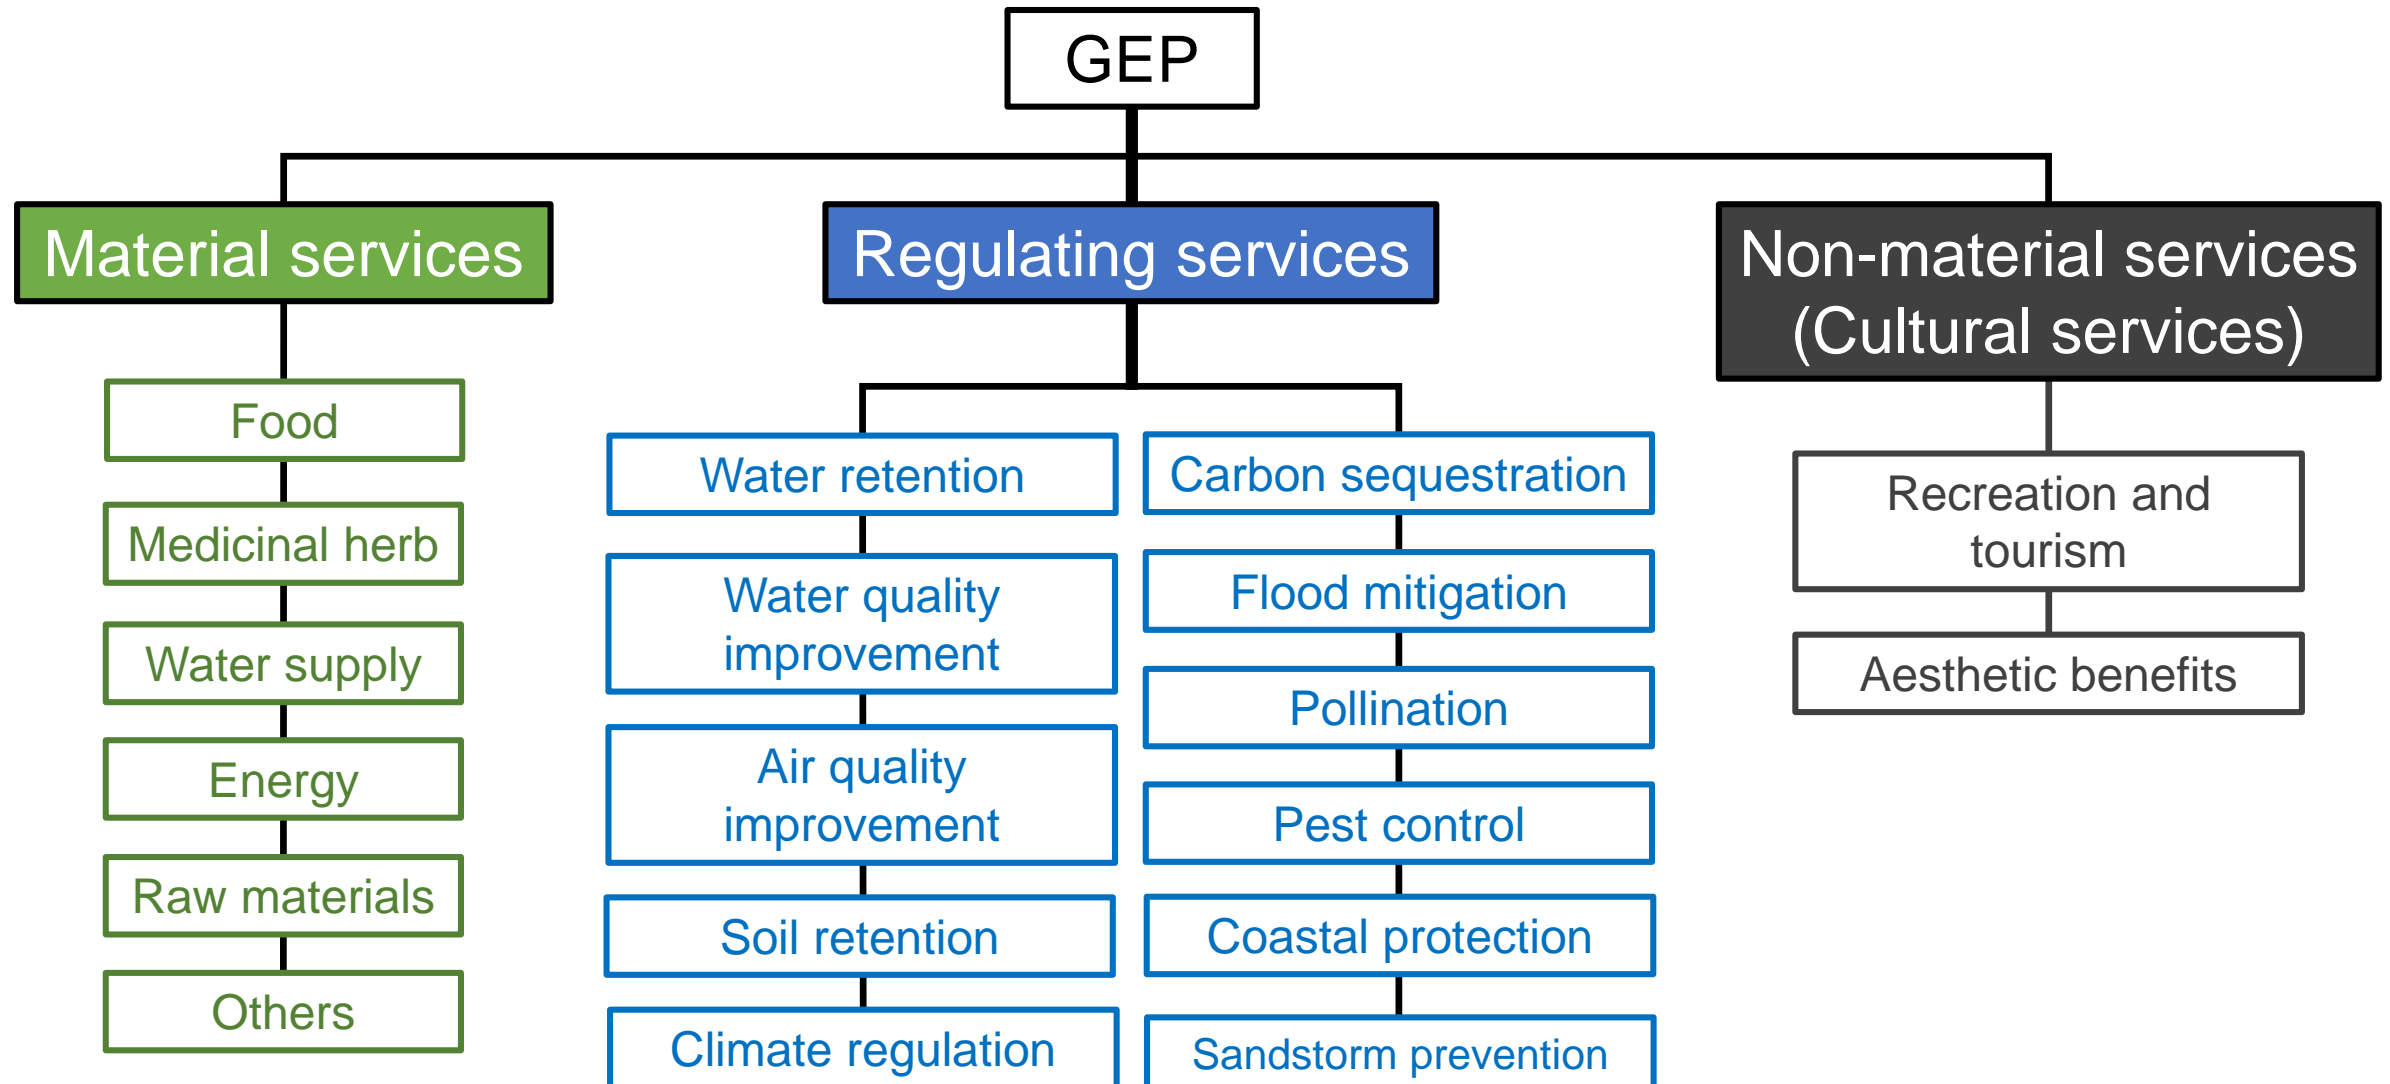 GEP
Material services
Regulating services
Non-material services
(Cultural services)
Food
Medicinal herb
Water supply
Energy
Raw materials
Others
Water retention
Water quality
improvement
Air quality
improvement
Soil retention
Climate regulation
Carbon sequestration
Flood mitigation
Pollination
Pest control
Coastal protection
Sandstorm prevention
Recreation and
tourism
Aesthetic benefits